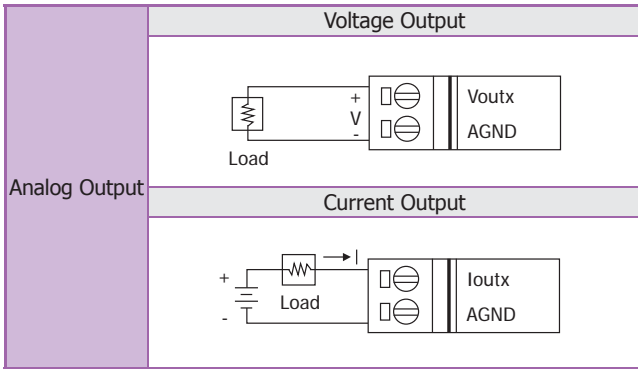 Analog Output
Voltage Output
+
V
-
Load
Voutx
AGND
Current Output
+
-
Load
I
Ioutx
AGND